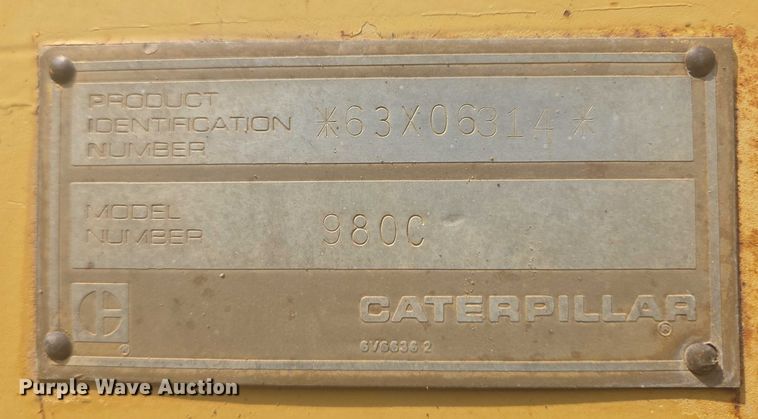 PRODUCT
IDENTIFICATION
NUMBER
*63X06314*
MODEL
NUMBER
980C
CATERPILLAR®
6V6636 2
Purple Wave Auction